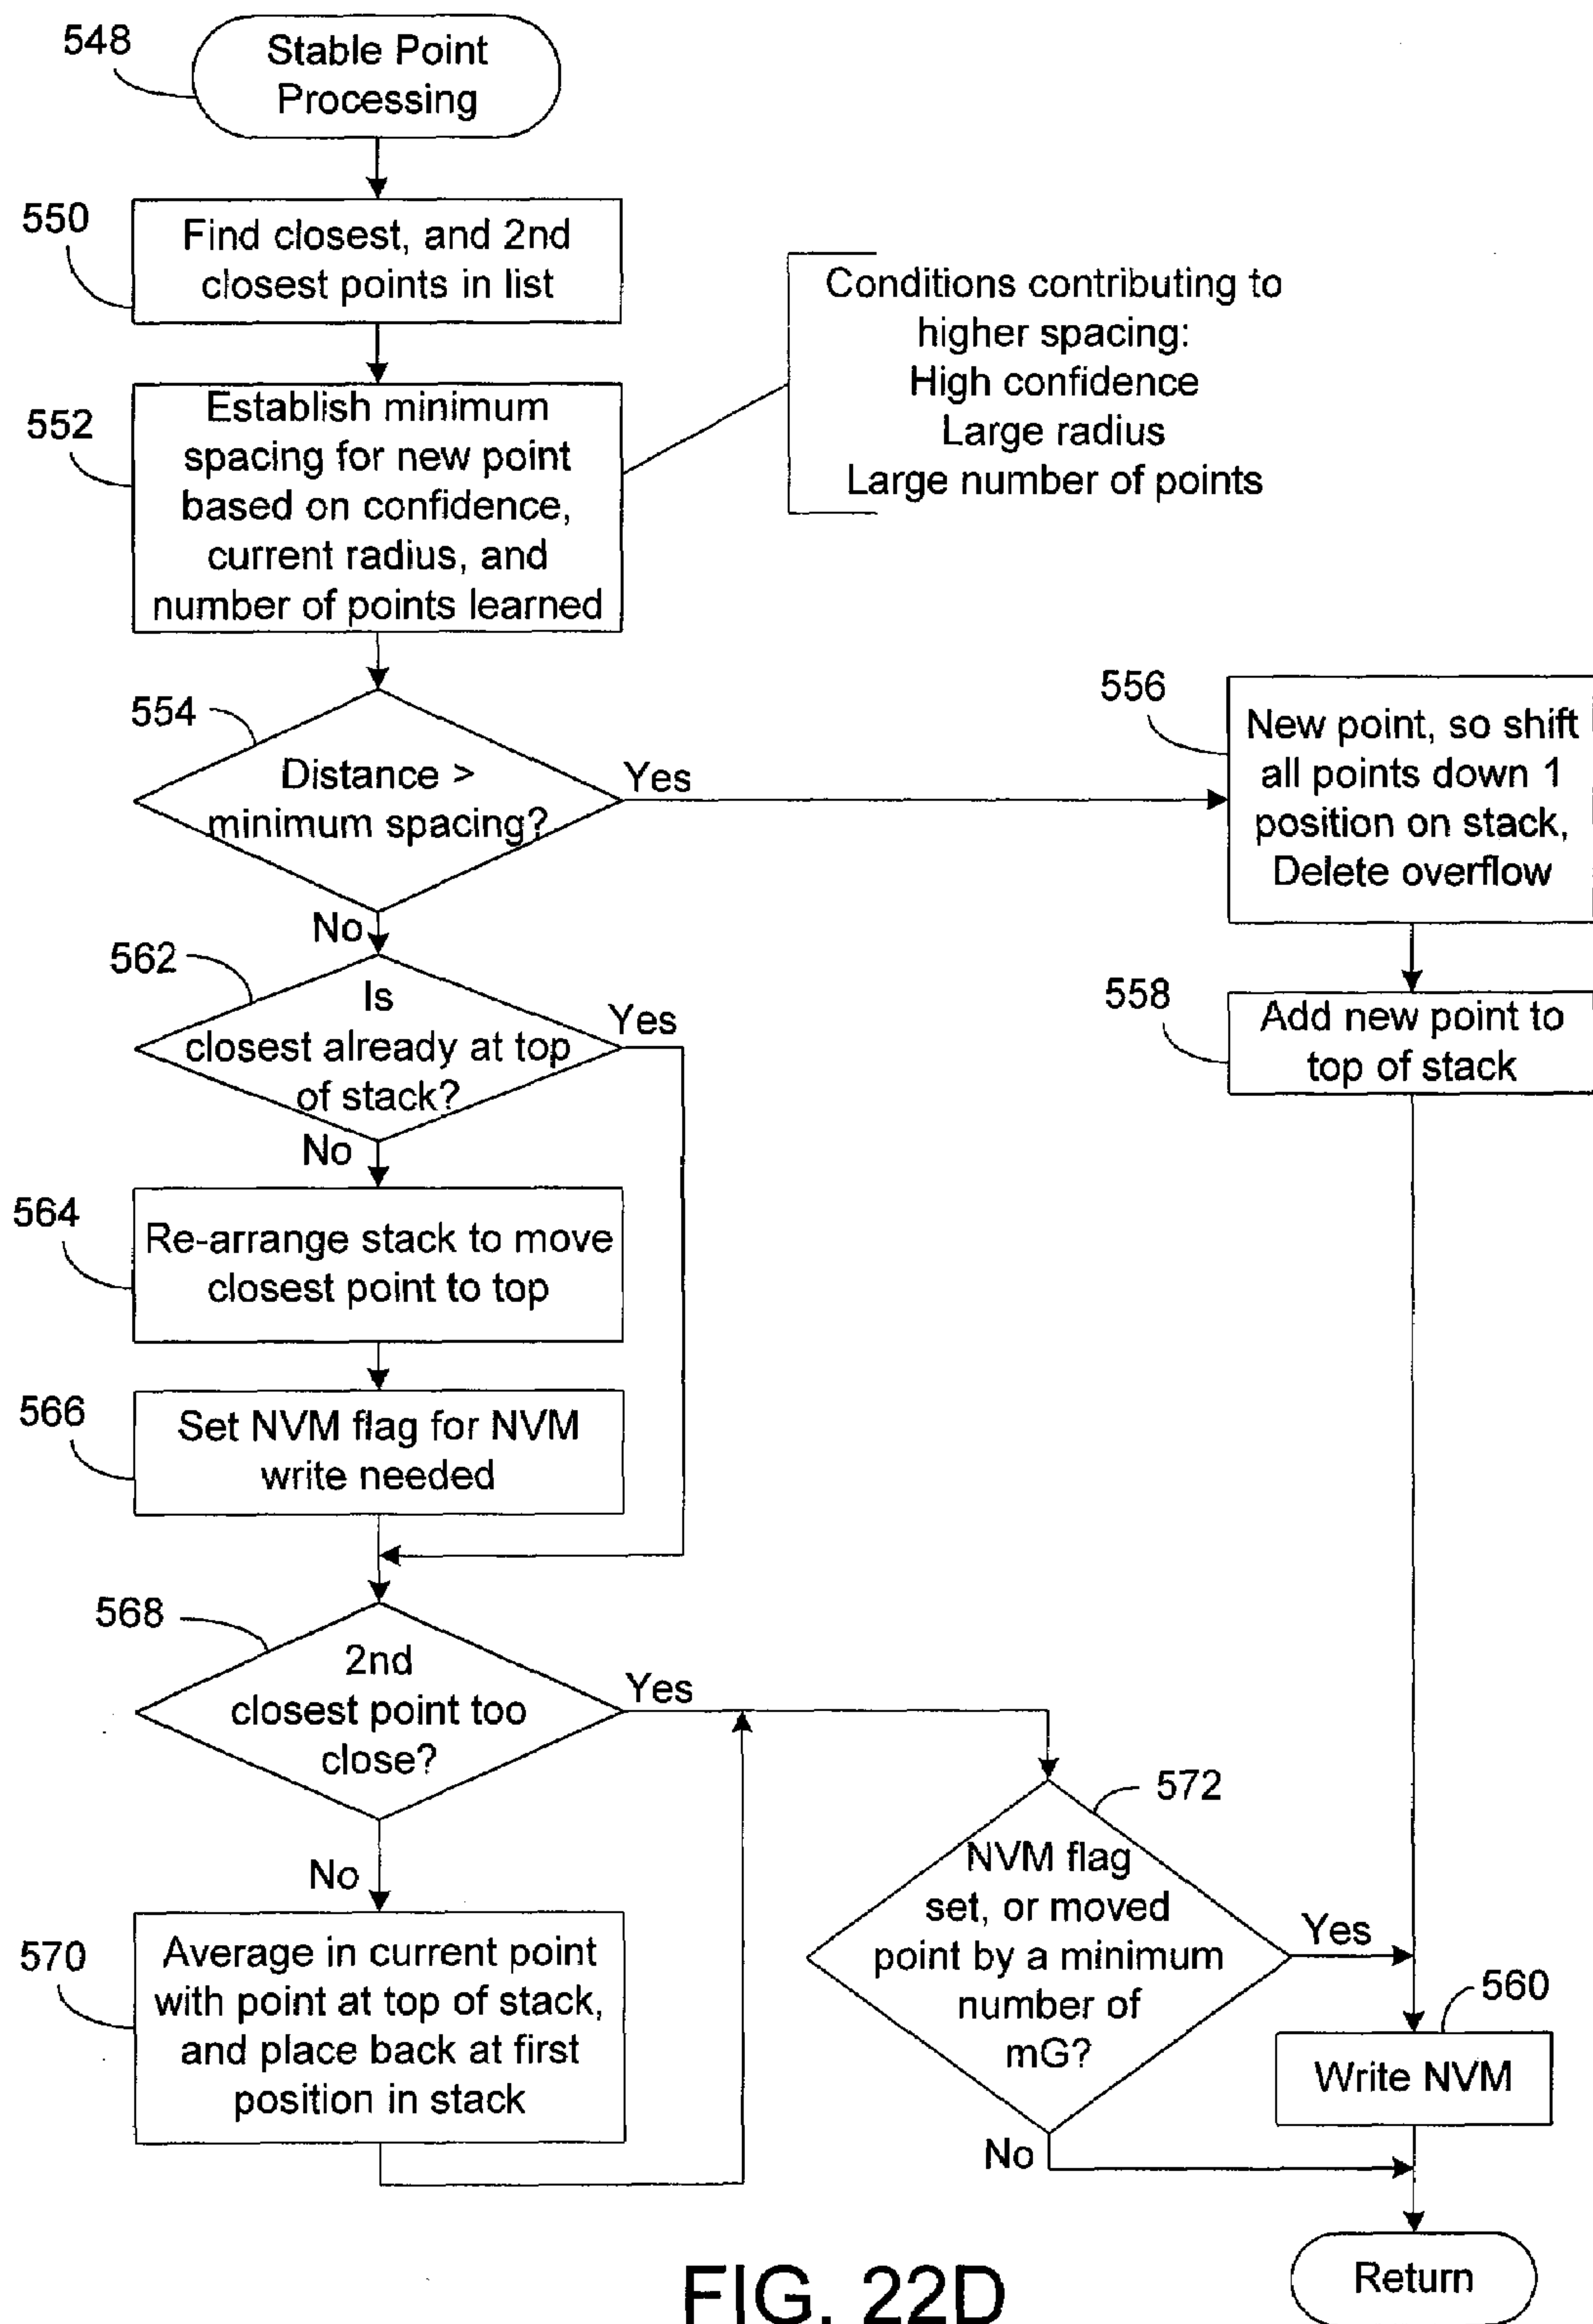 548
Stable Point
Processing
550
Find closest, and 2nd
closest points in list
552
Establish minimum
spacing for new point
based on confidence,
current radius, and
number of points learned
Conditions contributing to
higher spacing:
High confidence
Large radius
Large number of points
554
Distance >
minimum spacing?
Yes
No
556
New point, so shift
all points down 1
position on stack,
Delete overflow
558
Add new point to
top of stack
562
Is
closest already at top
of stack?
Yes
No
564
Re-arrange stack to move
closest point to top
566
Set NVM flag for NVM
write needed
568
2nd
closest point too
close?
Yes
No
570
Average in current point
with point at top of stack,
and place back at first
position in stack
572
NVM flag
set, or moved
point by a minimum
number of
mG?
Yes
No
560
Write NVM
Return
FIG. 22D